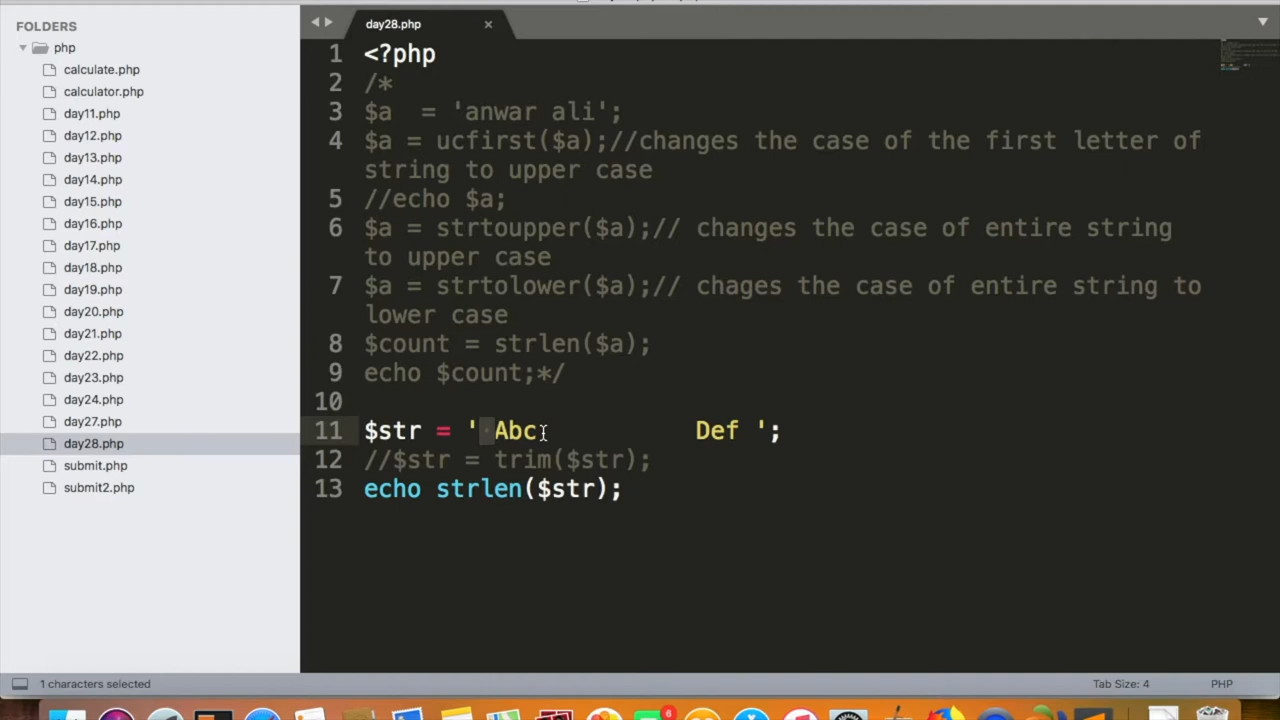 FOLDERS
php
calculate.php
calculator.php
day11.php
day12.php
day13.php
day14.php
day15.php
day16.php
day17.php
day18.php
day19.php
day20.php
day21.php
day22.php
day23.php
day24.php
day27.php
day28.php
submit.php
submit2.php
day28.php ×
1 <?php
2 /*
3 $a  = 'anwar ali';
4 $a = ucfirst($a);//changes the case of the first letter of
string to upper case
5 //echo $a;
6 $a = strtoupper($a);// changes the case of entire string
to upper case
7 $a = strtolower($a);// chages the case of entire string to
lower case
8 $count = strlen($a);
9 echo $count;*/
10
11 $str = ' Abc           Def ';
12 //$str = trim($str);
13 echo strlen($str);
1 characters selected
Tab Size: 4
PHP
6